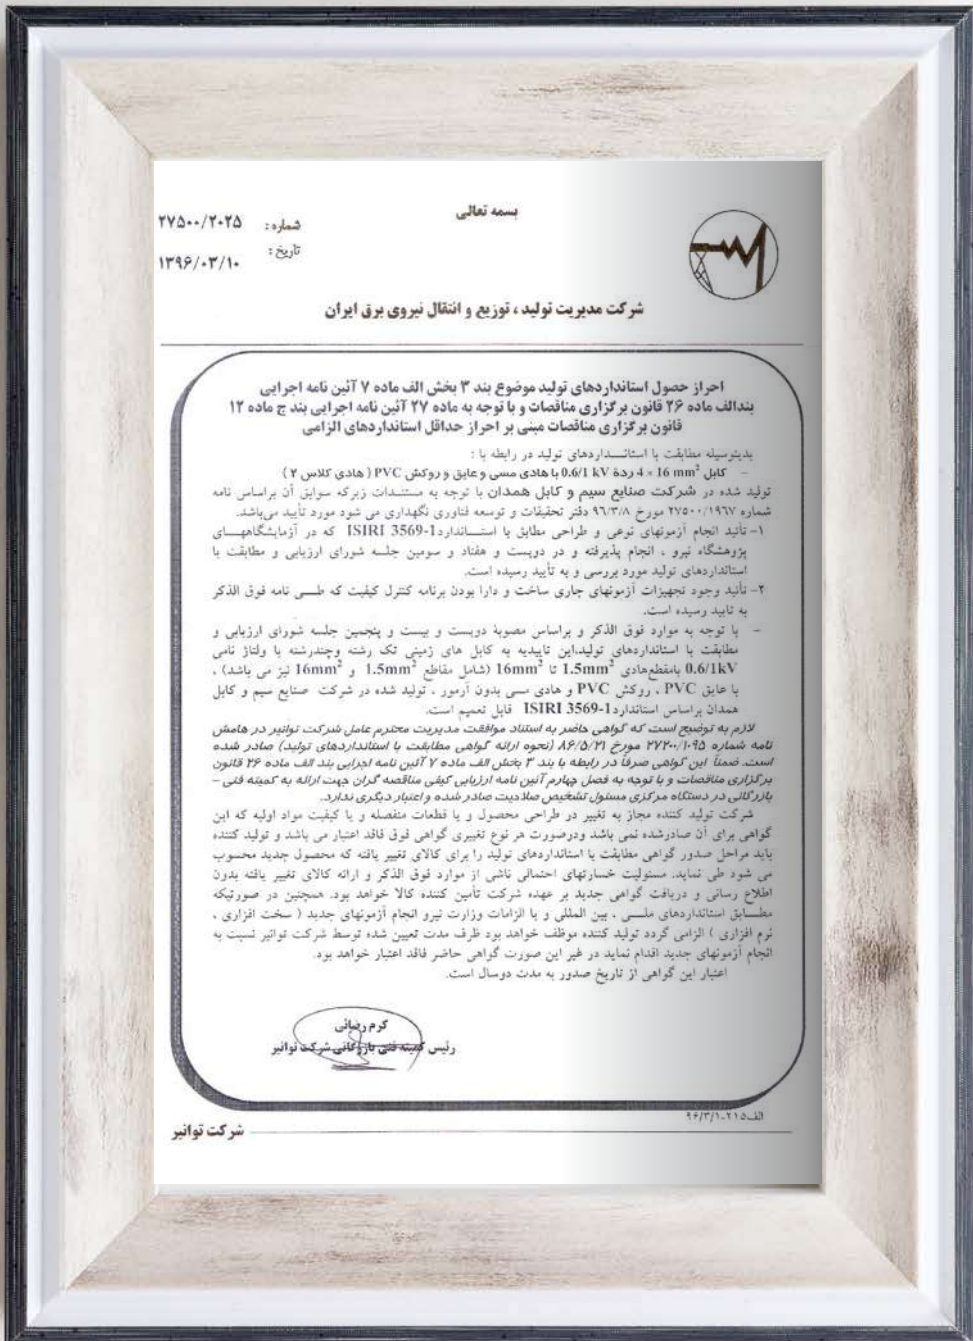 بسمه تعالی
شماره : ۲۷۵۰۰/۲۰۲۵
تاریخ : ۱۳۹۶/۰۳/۱۰
شرکت مدیریت تولید ، توزیع و انتقال نیروی برق ایران
احراز حصول استانداردهای تولید موضوع بند ۳ بخش الف ماده ۷ آئین نامه اجرایی
بندالف ماده ۲۶ قانون برگزاری مناقصات و با توجه به ماده ۲۷ آئین نامه اجرایی بند ج ماده ۱۲
قانون برگزاری مناقصات مبنی بر احراز حداقل استانداردهای الزامی
بدینوسیله مطابقت با استانداردهای تولید در رابطه با :
- کابل 4 × 16 mm² ردة 0.6/1 kV با هادی مسی و عایق و روکش PVC ( هادی کلاس ۲ )
تولید شده در شرکت صنایع سیم و کابل همدان با توجه به مستندات زیرکه سوابق آن براساس نامه
شماره ۲۷۵۰۰/۱۹۶۷ مورخ ۹۶/۳/۸ دفتر تحقیقات و توسعه فناوری نگهداری می شود مورد تأیید می‌باشد.
۱- تأئید انجام آزمونهای نوعی و طراحی مطابق با استانداردISIRI 3569-1 که در آزمایشگاههای
پژوهشگاه نیرو ، انجام پذیرفته و در دویست و هفتاد و سومین جلسه شورای ارزیابی و مطابقت با
استانداردهای تولید مورد بررسی و به تأیید رسیده است.
۲- تأئید وجود تجهیزات آزمونهای جاری ساخت و دارا بودن برنامه کنترل کیفیت که طی نامه فوق الذکر
به تایید رسیده است.
- با توجه به موارد فوق الذکر و براساس مصوبة دویست و بیست و پنجمین جلسه شورای ارزیابی و
مطابقت با استانداردهای تولید،این تاییدیه به کابل های زمینی تک رشته وچندرشته با ولتاژ نامی
0.6/1kV بامقطع‌هادی 1.5mm² تا 16mm² (شامل مقاطع 1.5mm² و 16mm² نیز می باشد) ،
با عایق PVC ، روکش PVC و هادی مسی بدون آرمور ، تولید شده در شرکت صنایع سیم و کابل
همدان براساس استانداردISIRI 3569-1 قابل تعمیم است.
لازم به توضیح است که گواهی حاضر به استناد موافقت مدیریت محترم عامل شرکت توانیر در هامش
نامه شماره ۲۷۲۰۰/۱۰۹۵ مورخ ۸۶/۵/۲۱ (نحوه ارائه گواهی مطابقت با استانداردهای تولید) صادر شده
است. ضمناً این گواهی صرفاً در رابطه با بند ۳ بخش الف ماده ۷ آئین نامه اجرایی بند الف ماده ۲۶ قانون
برگزاری مناقصات و با توجه به فصل چهارم آئین نامه ارزیابی کیفی مناقصه گران جهت ارائه به کمیته فنی -
بازرگانی در دستگاه مرکزی مسئول تشخیص صلاحیت صادر شده و اعتبار دیگری ندارد.
شرکت تولید کننده مجاز به تغییر در طراحی محصول و یا قطعات منفصله و یا کیفیت مواد اولیه که این
گواهی برای آن صادرشده نمی باشد ودرصورت هر نوع تغییری گواهی فوق فاقد اعتبار می باشد و تولید کننده
باید مراحل صدور گواهی مطابقت با استانداردهای تولید را برای کالای تغییر یافته که محصول جدید محسوب
می شود طی نماید. مسئولیت خسارتهای احتمالی ناشی از موارد فوق الذکر و ارائه کالای تغییر یافته بدون
اطلاع رسانی و دریافت گواهی جدید بر عهده شرکت تأمین کننده کالا خواهد بود. همچنین در صورتیکه
مطابق استانداردهای ملی ، بین المللی و یا الزامات وزارت نیرو انجام آزمونهای جدید ( سخت افزاری ،
نرم افزاری ) الزامی گردد تولید کننده موظف خواهد بود ظرف مدت تعیین شده توسط شرکت توانیر نسبت به
انجام آزمونهای جدید اقدام نماید در غیر این صورت گواهی حاضر فاقد اعتبار خواهد بود.
اعتبار این گواهی از تاریخ صدور به مدت دوسال است.
کرم رضائی
رئیس کمیته فنی بازرگانی شرکت توانیر
الف۲۱۵-۹۶/۳/۱
شرکت توانیر